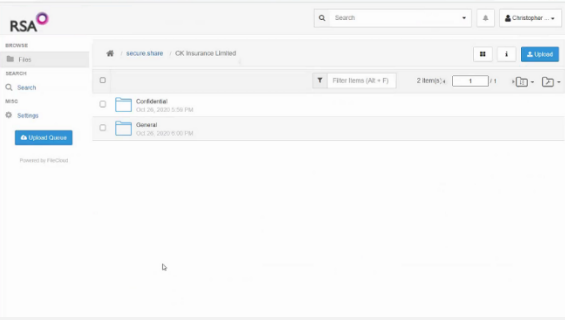 RSA
Search
Christophar ...
BROWSE
Files
SEARCH
Search
MISC
Settings
Upload Queue
Powered by FileCloud
secure.share / CK Insurance Limited
Upload
Filter Items (Alt + F)
2 item(s)
1
/ 1
Confidential
Oct 26, 2020 5:59 PM
General
Oct 26, 2020 6:00 PM